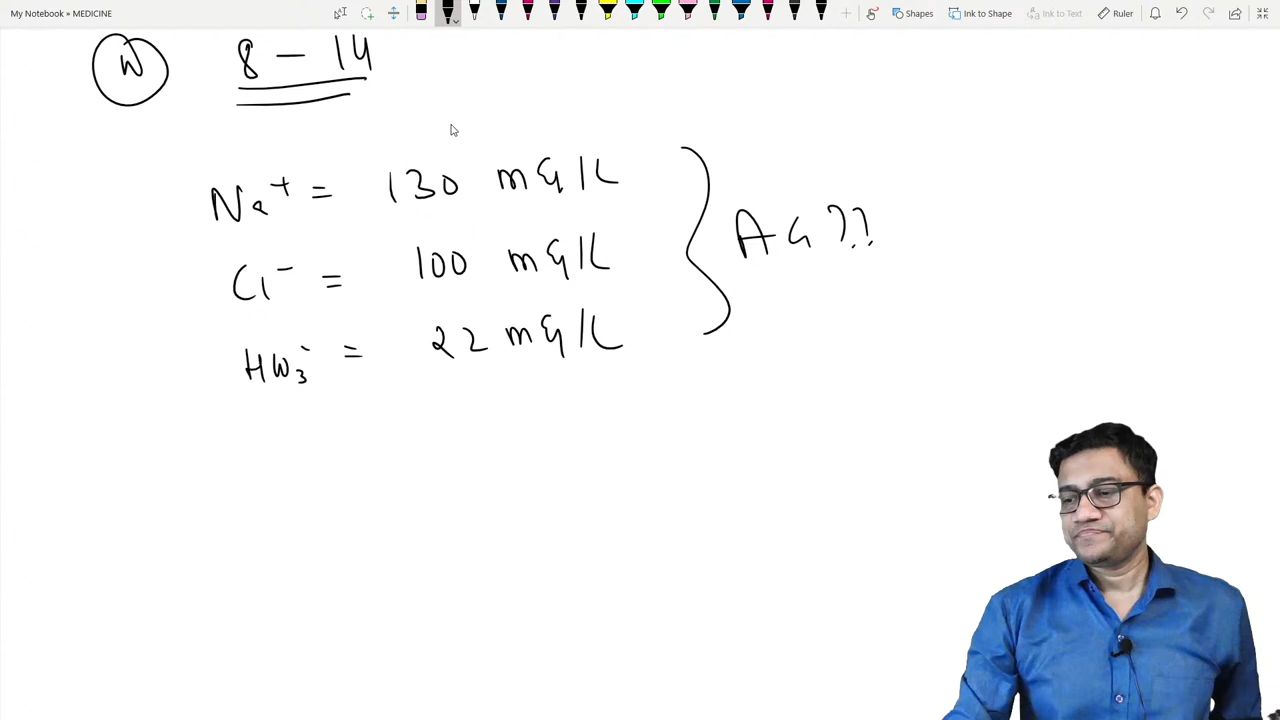 My Notebook » MEDICINE
Shapes
Ink to Shape
Ink to Text
Ruler
N 8 - 14
Na+ = 130 mEq/L
Cl- = 100 mEq/L
HCO3- = 22 mEq/L
AG??